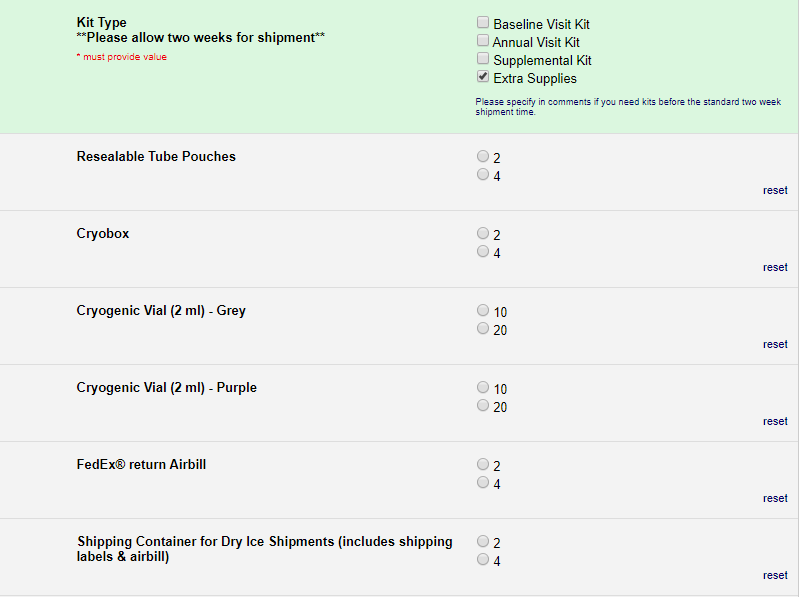 Kit Type
**Please allow two weeks for shipment**
* must provide value
Baseline Visit Kit
Annual Visit Kit
Supplemental Kit
Extra Supplies
Please specify in comments if you need kits before the standard two week
shipment time.
Resealable Tube Pouches
2
4
reset
Cryobox
2
4
reset
Cryogenic Vial (2 ml) - Grey
10
20
reset
Cryogenic Vial (2 ml) - Purple
10
20
reset
FedEx® return Airbill
2
4
reset
Shipping Container for Dry Ice Shipments (includes shipping
labels & airbill)
2
4
reset